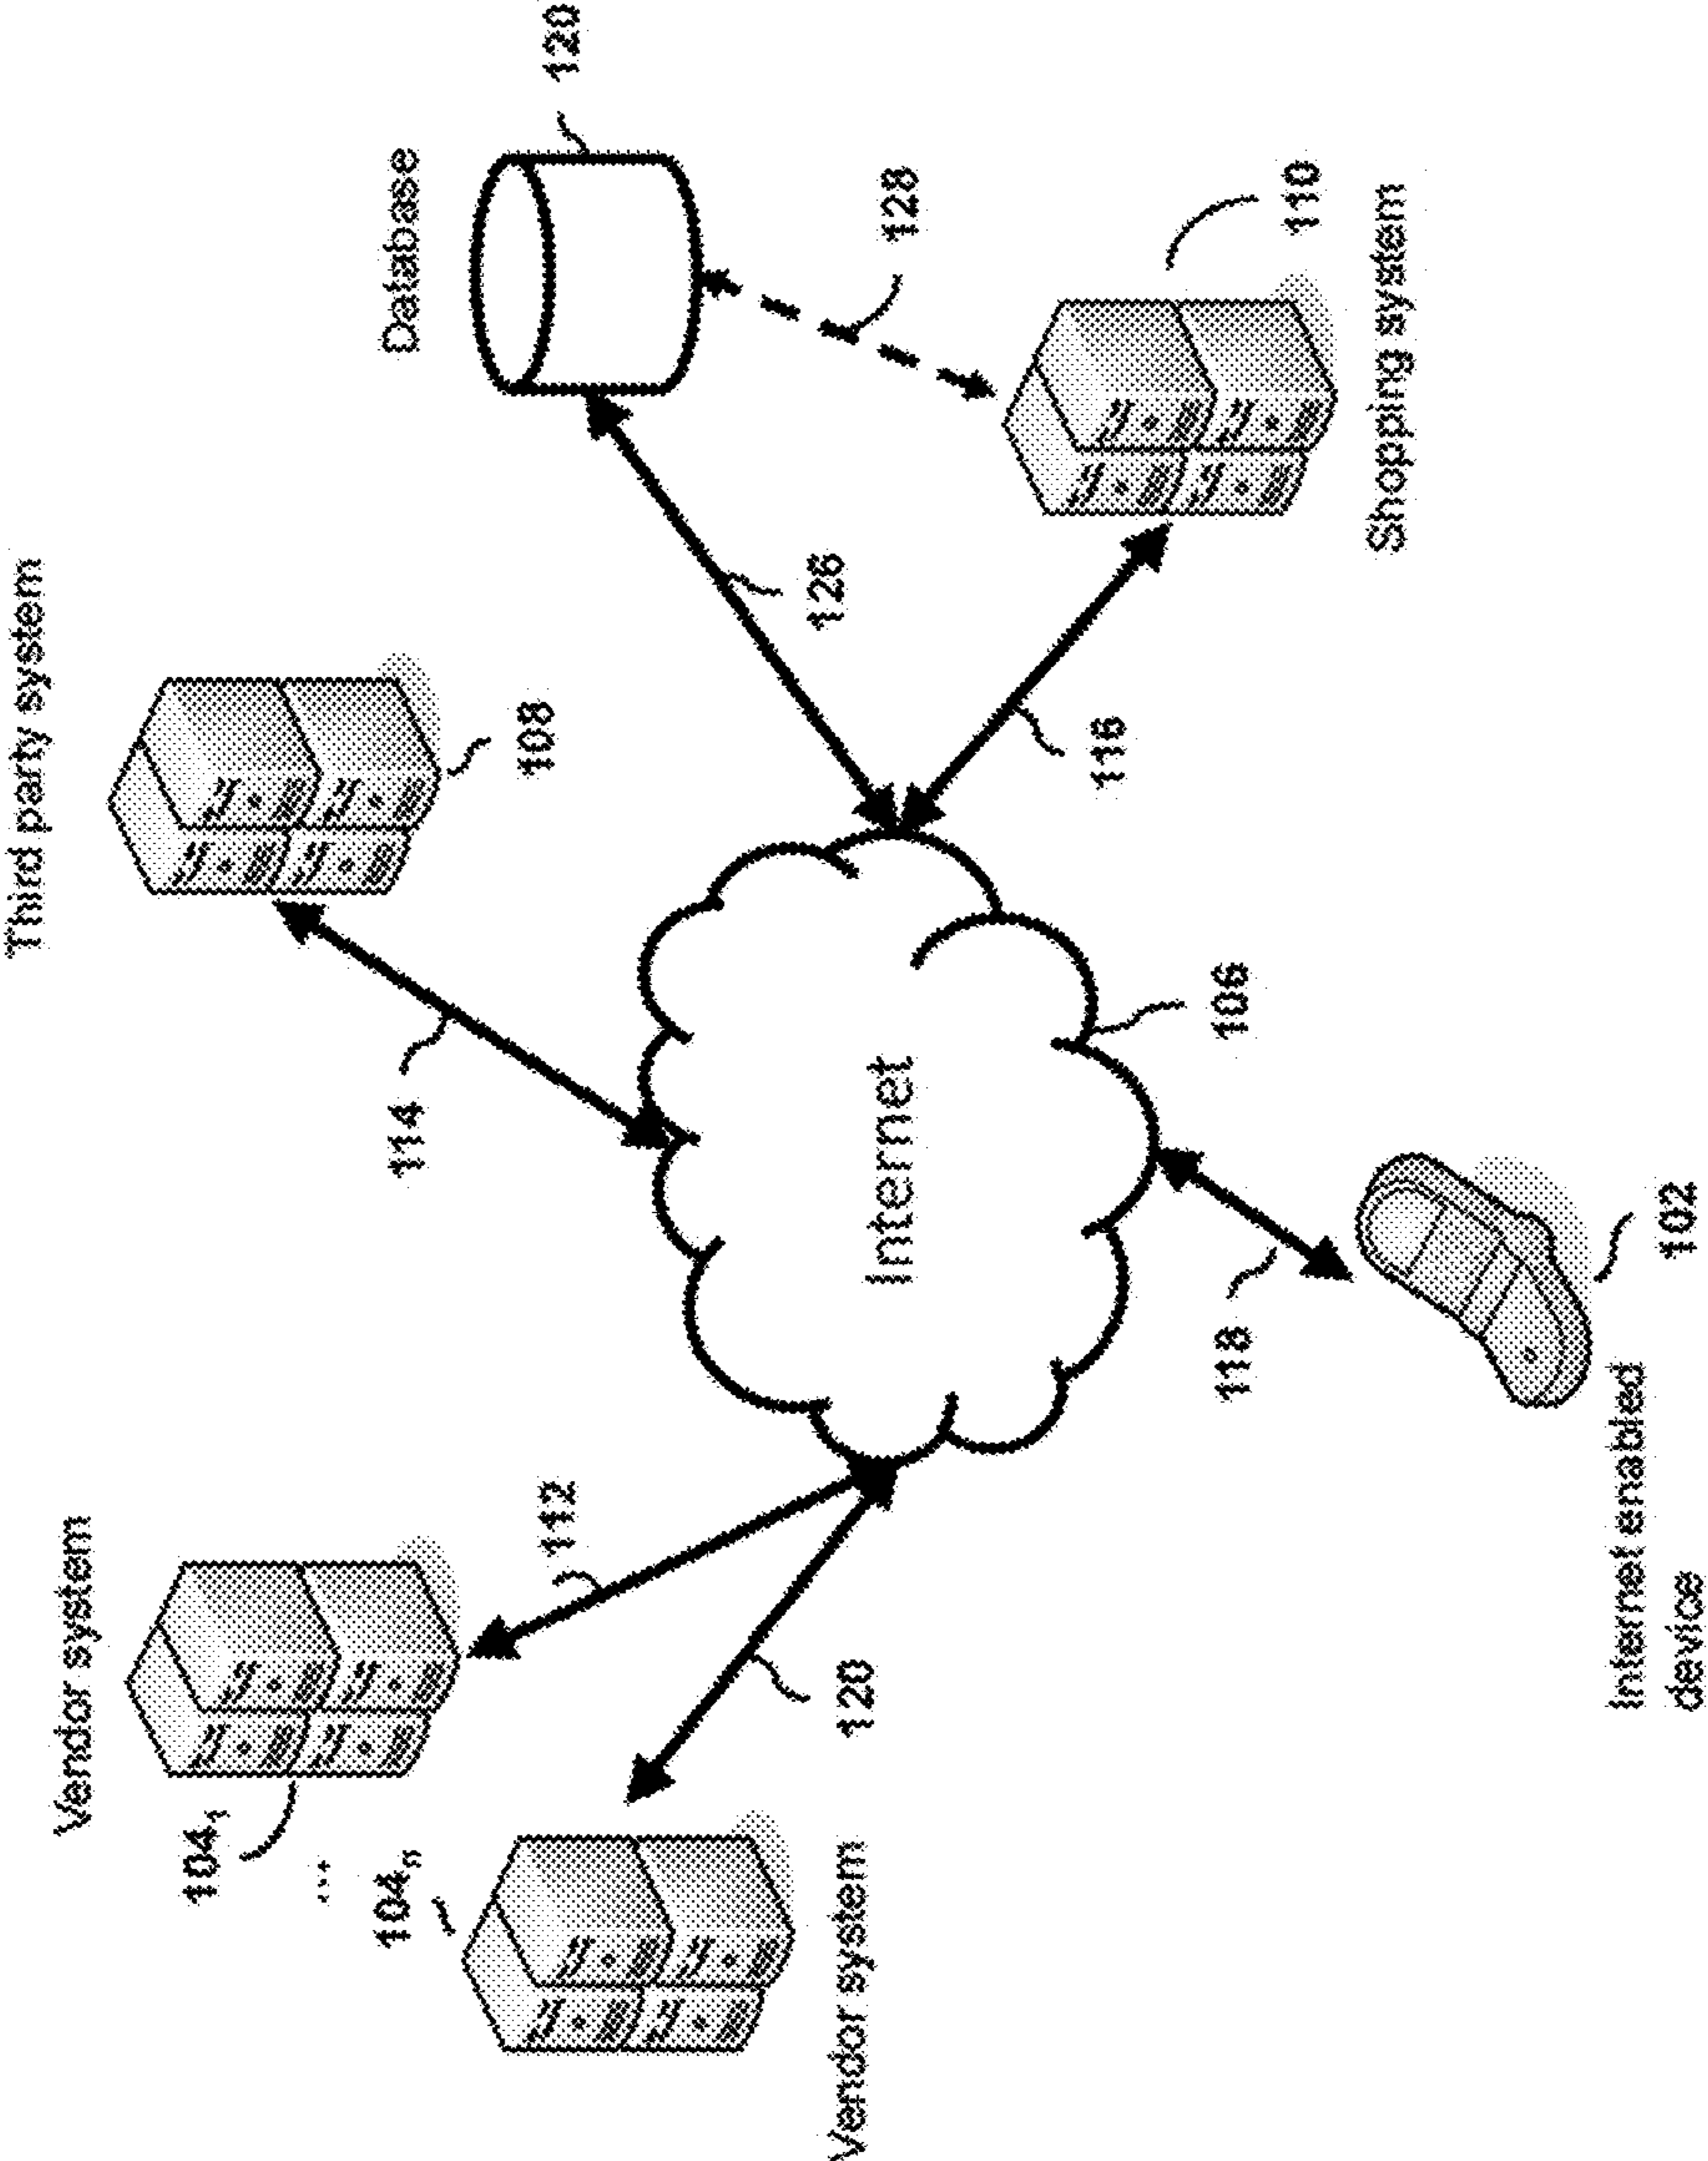 Vendor system
104₁
...
104ₙ
Vendor system
112
120
Third party system
114
108
Internet
106
118
Internet enabled
device
102
Database
120
126
128
116
110
Shopping system